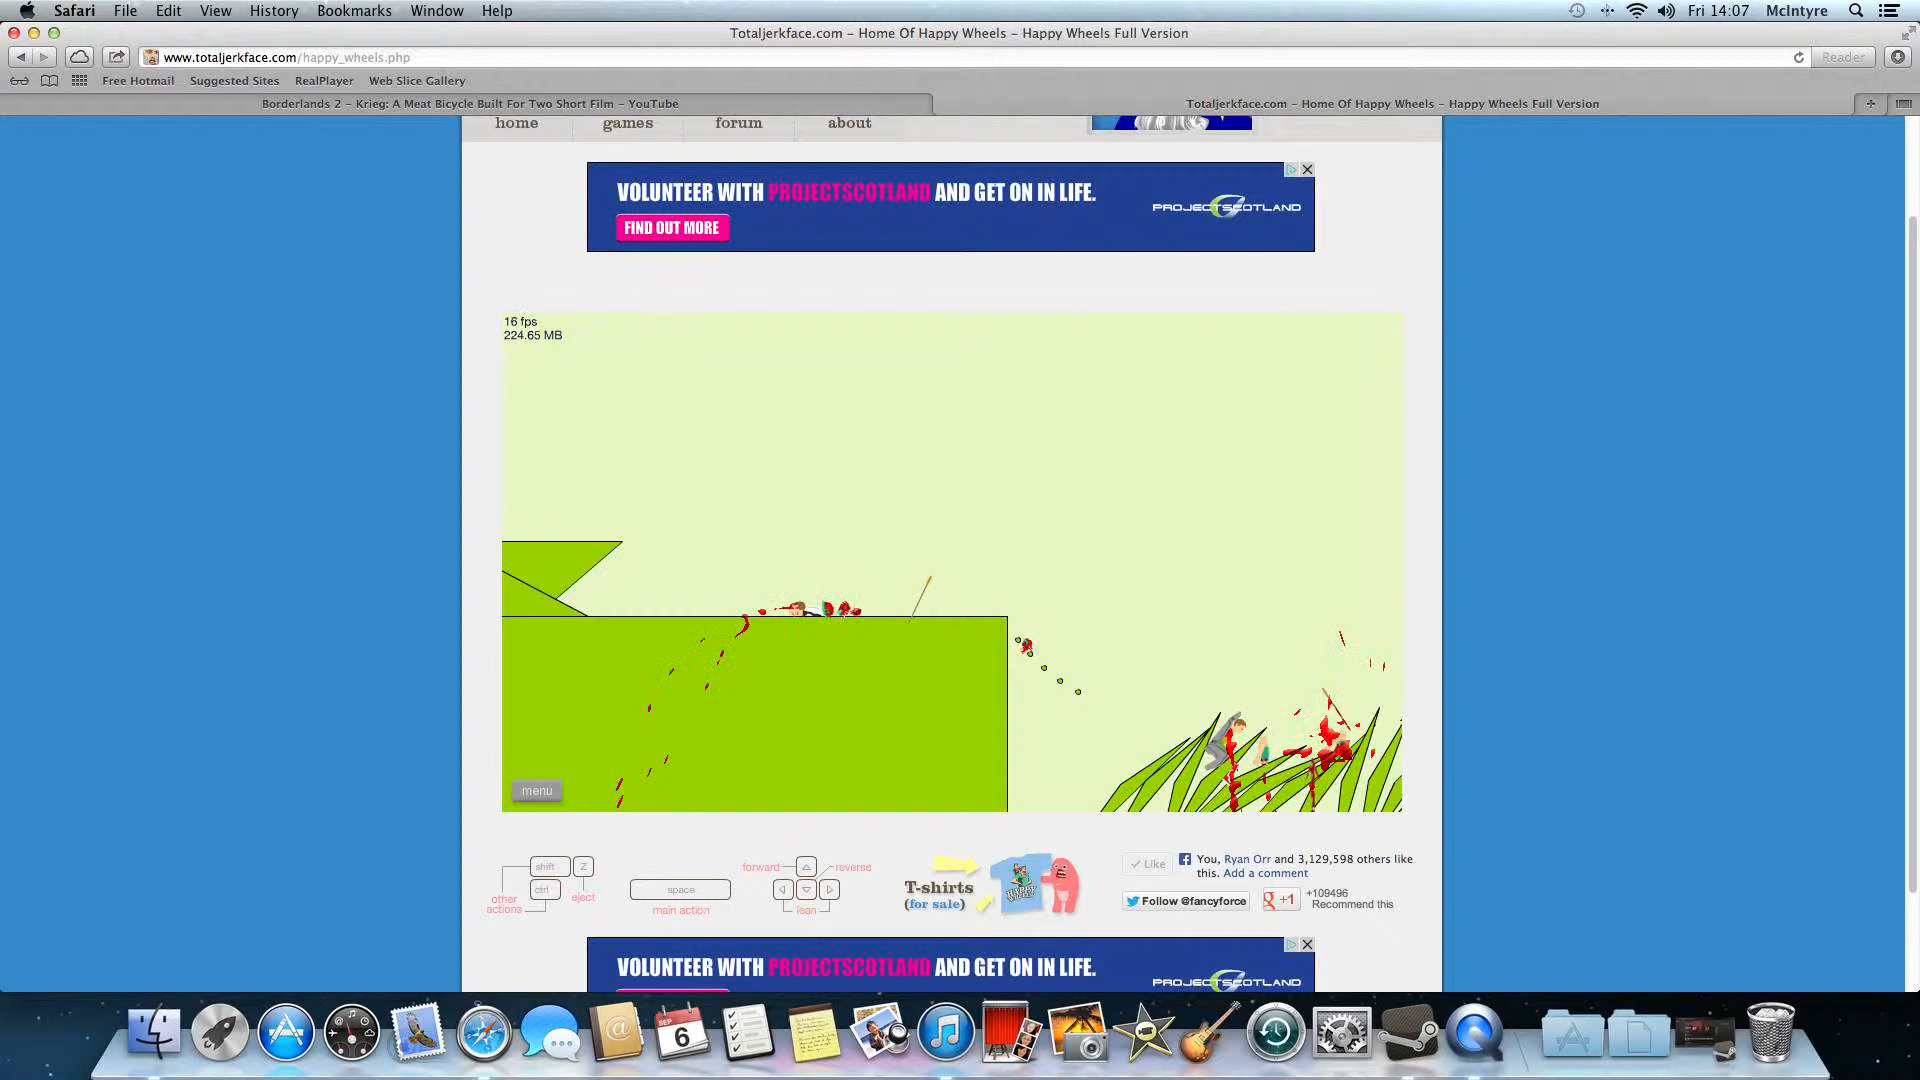 Safari File Edit View History Bookmarks Window Help Fri 14:07 McIntyre
Totaljerkface.com – Home Of Happy Wheels – Happy Wheels Full Version
www.totaljerkface.com/happy_wheels.php Reader
Free Hotmail Suggested Sites RealPlayer Web Slice Gallery
Borderlands 2 – Krieg: A Meat Bicycle Built For Two Short Film – YouTube Totaljerkface.com – Home Of Happy Wheels – Happy Wheels Full Version
home games forum about
VOLUNTEER WITH PROJECTSCOTLAND AND GET ON IN LIFE.
PROJECTSCOTLAND
FIND OUT MORE
16 fps
224.65 MB
menu
shift Z
ctrl
other
actions
eject
space
main action
forward reverse
lean
T-shirts
(for sale)
HAPPY
WHEELS
Like
You, Ryan Orr and 3,129,598 others like
this. Add a comment
Follow @fancyforce
+1
+109496
Recommend this
VOLUNTEER WITH PROJECTSCOTLAND AND GET ON IN LIFE.
PROJECTSCOTLAND
SEP
6